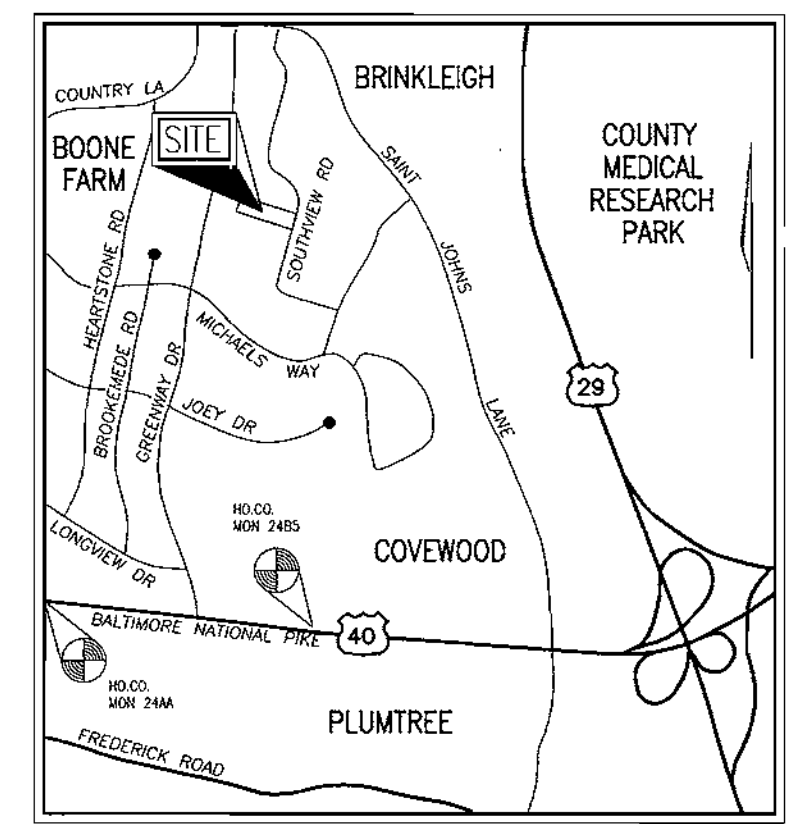 BRINKLEIGH
COUNTRY LA
BOONE
FARM
SITE
COUNTY
MEDICAL
RESEARCH
PARK
SAINT
JOHNS
LANE
SOUTHVIEW RD
HEARTSTONE RD
BROOKEMEDE RD
GREENWAY DR
MICHAELS
WAY
JOEY DR
29
HO.CO.
MON 24B5
COVEWOOD
LONGVIEW DR
BALTIMORE NATIONAL PIKE
40
HO.CO.
MON 24AA
PLUMTREE
FREDERICK ROAD